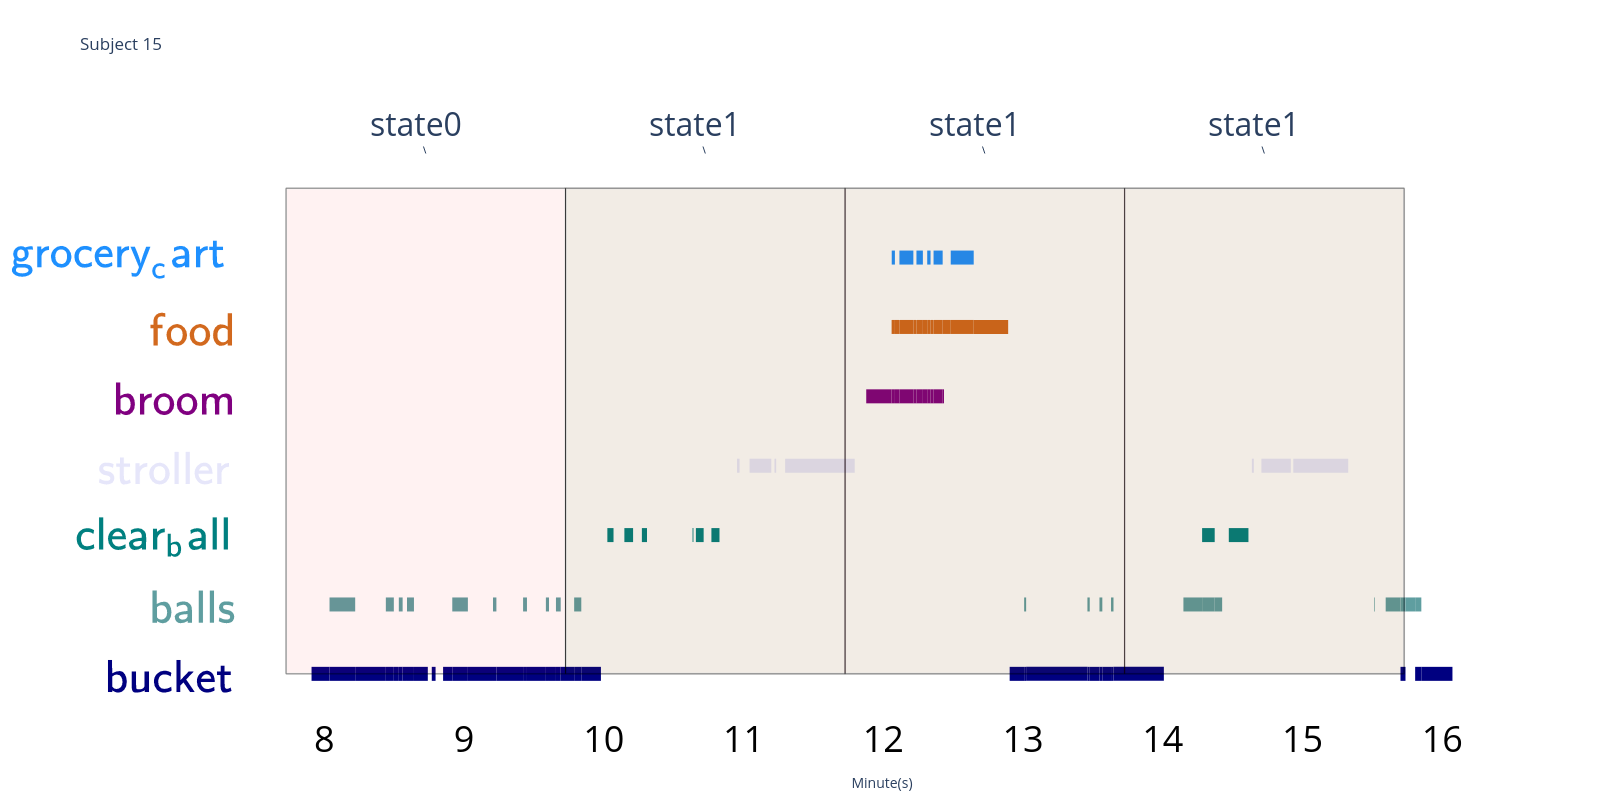 Subject 15
state0 state1 state1 state1
grocery_cart
food
broom
stroller
clear_ball
balls
bucket
8 9 10 11 12 13 14 15 16
Minute(s)